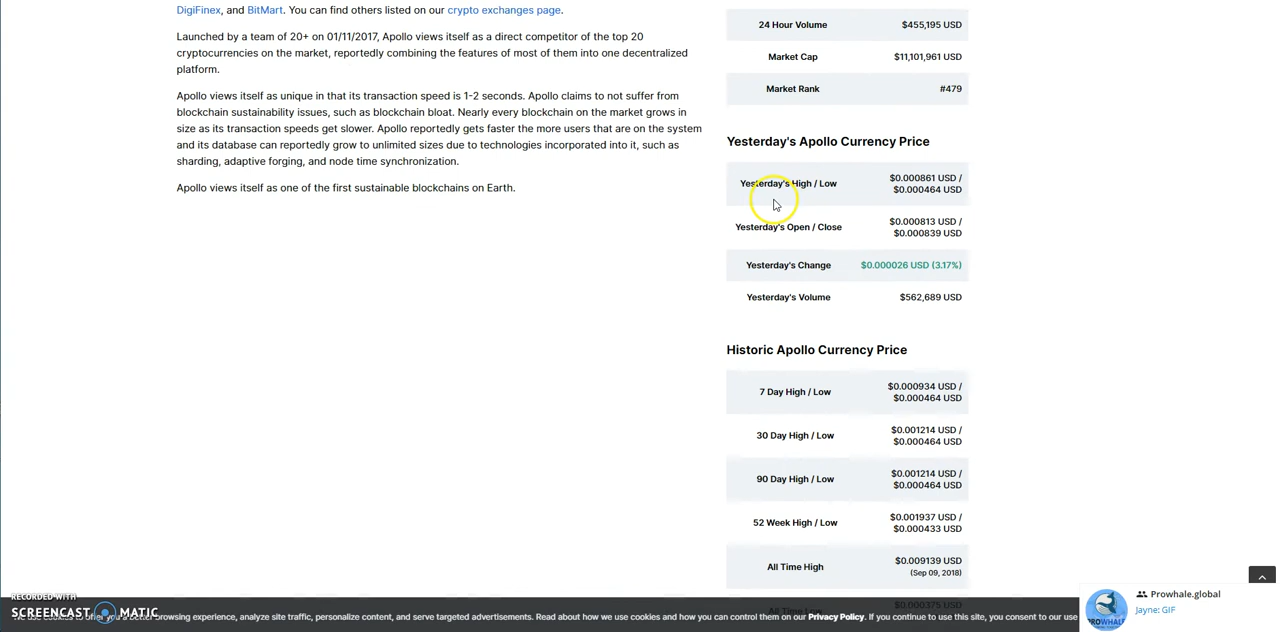 DigiFinex, and BitMart. You can find others listed on our crypto exchanges page.
Launched by a team of 20+ on 01/11/2017, Apollo views itself as a direct competitor of the top 20
cryptocurrencies on the market, reportedly combining the features of most of them into one decentralized
platform.
Apollo views itself as unique in that its transaction speed is 1-2 seconds. Apollo claims to not suffer from
blockchain sustainability issues, such as blockchain bloat. Nearly every blockchain on the market grows in
size as its transaction speeds get slower. Apollo reportedly gets faster the more users that are on the system
and its database can reportedly grow to unlimited sizes due to technologies incorporated into it, such as
sharding, adaptive forging, and node time synchronization.
Apollo views itself as one of the first sustainable blockchains on Earth.
24 Hour Volume $455,195 USD
Market Cap $11,101,961 USD
Market Rank #479
Yesterday's Apollo Currency Price
Yesterday's High / Low $0.000861 USD /
$0.000464 USD
Yesterday's Open / Close $0.000813 USD /
$0.000839 USD
Yesterday's Change $0.000026 USD (3.17%)
Yesterday's Volume $562,689 USD
Historic Apollo Currency Price
7 Day High / Low $0.000934 USD /
$0.000464 USD
30 Day High / Low $0.001214 USD /
$0.000464 USD
90 Day High / Low $0.001214 USD /
$0.000464 USD
52 Week High / Low $0.001937 USD /
$0.000433 USD
All Time High $0.009139 USD
(Sep 09, 2018)
All Time Low $0.000375 USD
We use cookies to offer you a better browsing experience, analyze site traffic, personalize content, and serve targeted advertisements. Read about how we use cookies and how you can control them on our Privacy Policy. If you continue to use this site, you consent to our use
RECORDED WITH
SCREENCAST MATIC
Prowhale.global
Jayne: GIF
PROWHALE